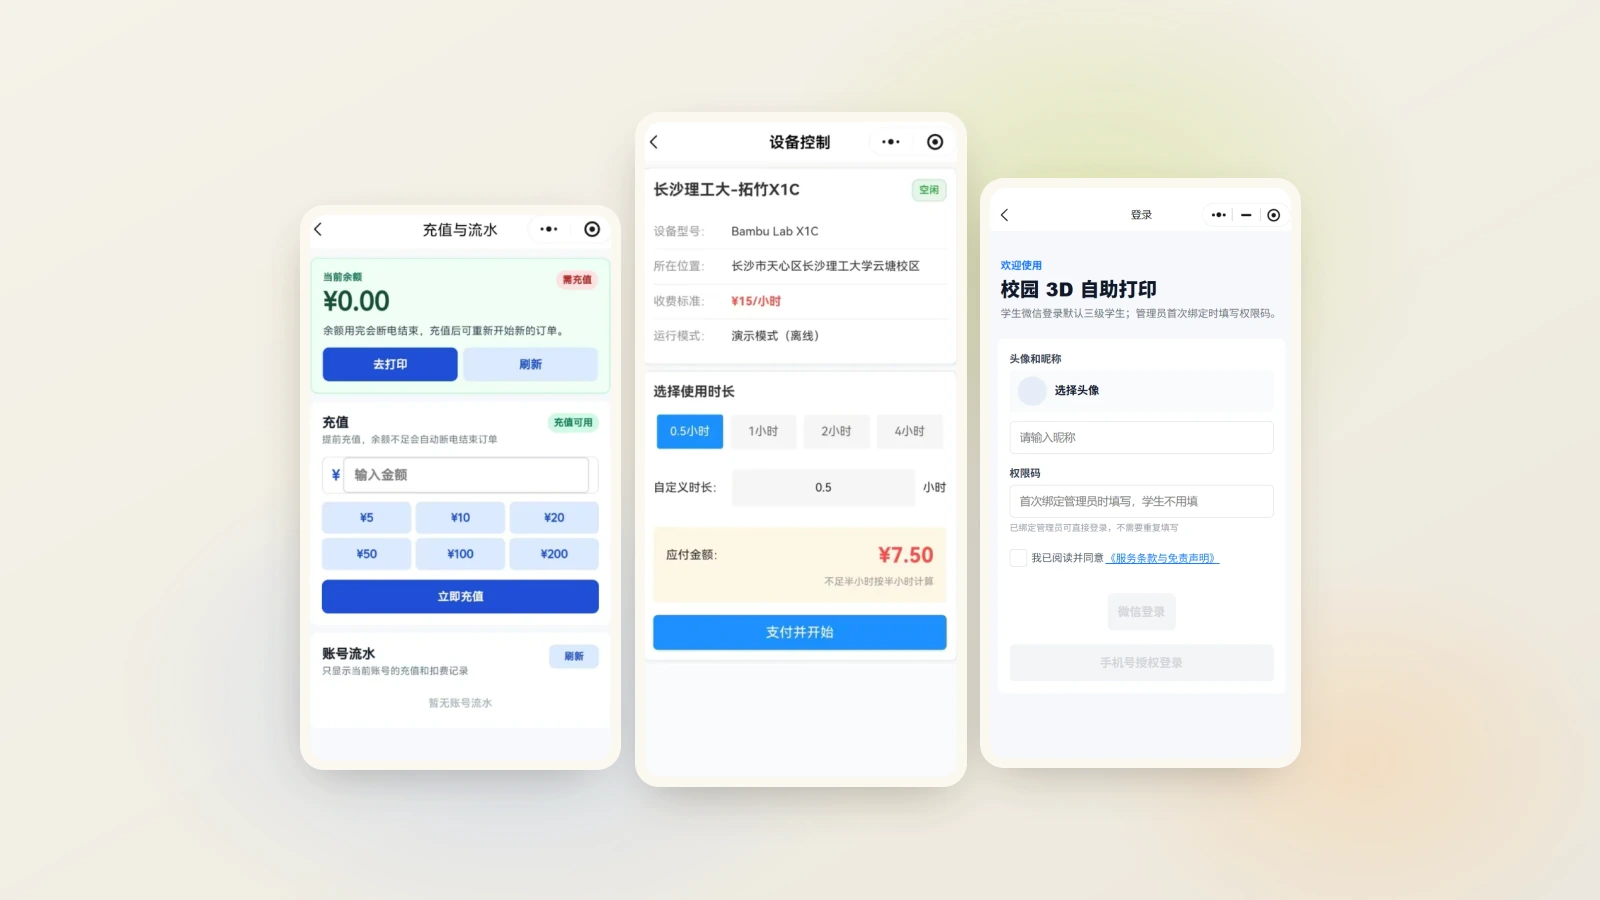 充值与流水
当前余额
需充值
¥0.00
余额用完会断电结束，充值后可重新开始新的订单。
去打印
刷新
充值
充值可用
提前充值，余额不足会自动断电结束订单
¥
输入金额
¥5
¥10
¥20
¥50
¥100
¥200
立即充值
账号流水
刷新
只显示当前账号的充值和扣费记录
暂无账号流水
设备控制
长沙理工大-拓竹X1C
空闲
设备型号:
Bambu Lab X1C
所在位置:
长沙市天心区长沙理工大学云塘校区
收费标准:
¥15/小时
运行模式:
演示模式（离线）
选择使用时长
0.5小时
1小时
2小时
4小时
自定义时长:
0.5
小时
应付金额:
¥7.50
不足半小时按半小时计算
支付并开始
登录
欢迎使用
校园 3D 自助打印
学生微信登录默认三级学生；管理员首次绑定时填写权限码。
头像和昵称
选择头像
请输入昵称
权限码
首次绑定管理员时填写，学生不用填
已绑定管理员可直接登录，不需要重复填写
我已阅读并同意《服务条款与免责声明》
微信登录
手机号授权登录